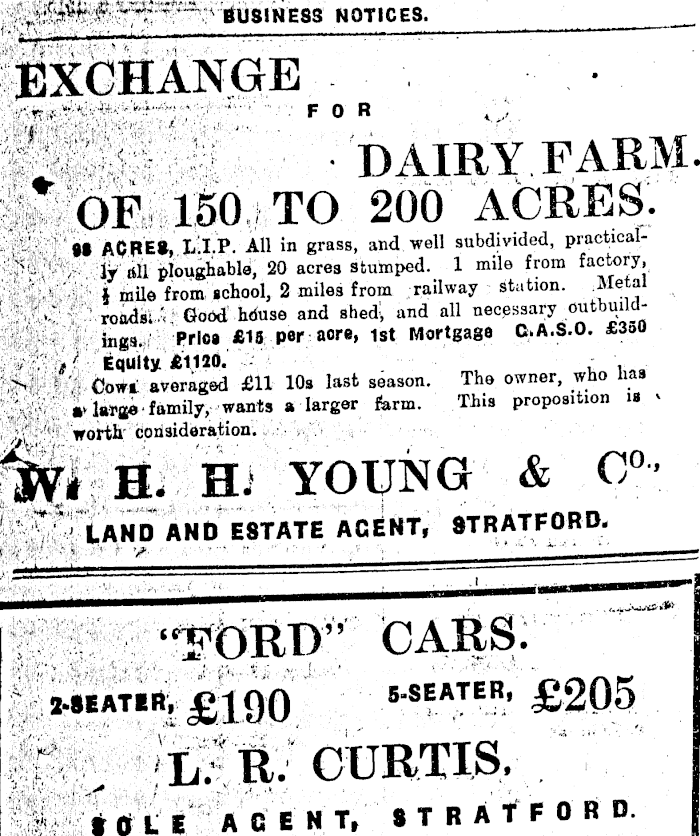 BUSINESS NOTICES.
EXCHANGE
FOR
DAIRY FARM.
OF 150 TO 200 ACRES.
98 ACRES, L.I.P. All in grass, and well subdivided, practical-
ly all ploughable, 20 acres stumped. 1 mile from factory,
½ mile from school, 2 miles from railway station. Metal
roads. Good house and shed, and all necessary outbuild-
ings. Price £15 per acre, 1st Mortgage G.A.S.O. £350
Equity £1120.
Cows averaged £11 10s last season. The owner, who has
a large family, wants a larger farm. This proposition is
worth consideration.
W. H. H. YOUNG & Co.,
LAND AND ESTATE AGENT, STRATFORD.
"FORD" CARS.
2-SEATER, £190 5-SEATER, £205
L. R. CURTIS,
SOLE AGENT, STRATFORD.